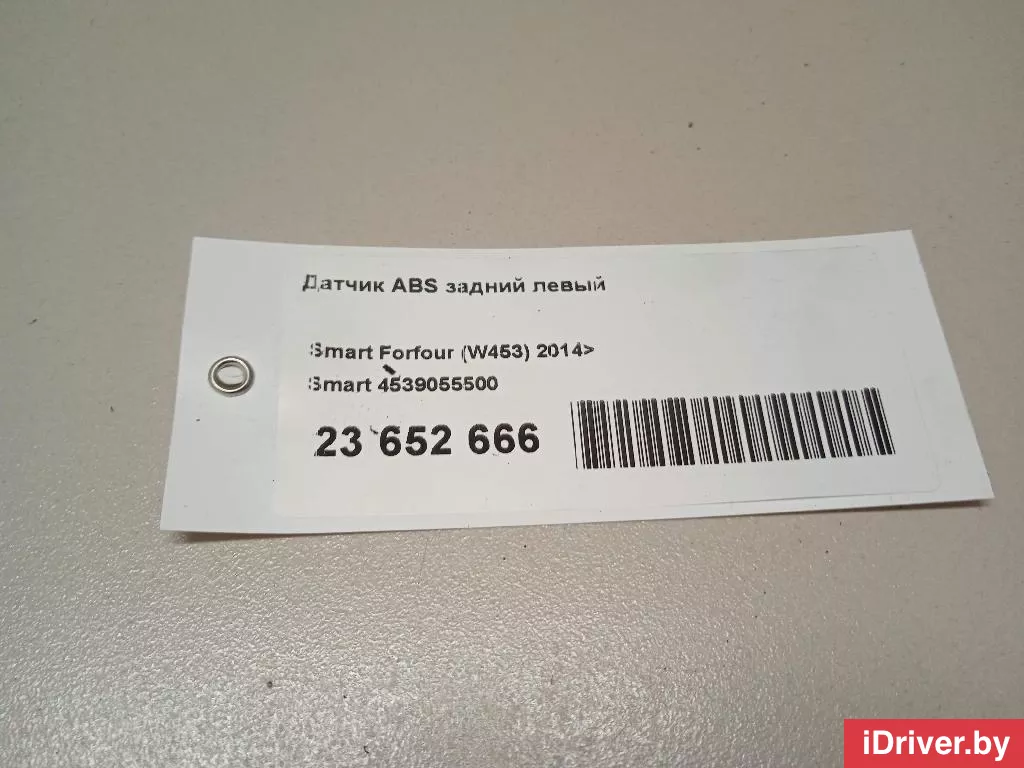 Датчик ABS задний левый
Smart Forfour (W453) 2014>
Smart 4539055500
23 652 666
iDriver.by